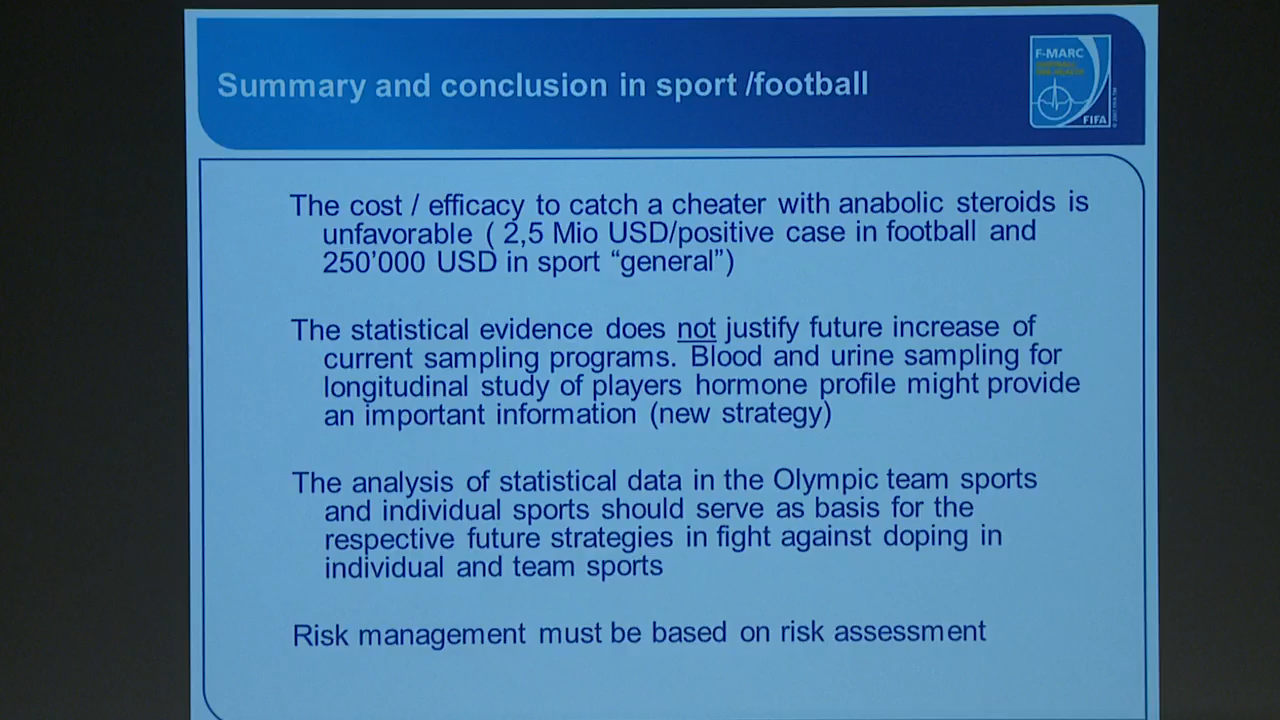 Summary and conclusion in sport /football
F-MARC
FIFA
The cost / efficacy to catch a cheater with anabolic steroids is
unfavorable ( 2,5 Mio USD/positive case in football and
250’000 USD in sport “general”)
The statistical evidence does not justify future increase of
current sampling programs. Blood and urine sampling for
longitudinal study of players hormone profile might provide
an important information (new strategy)
The analysis of statistical data in the Olympic team sports
and individual sports should serve as basis for the
respective future strategies in fight against doping in
individual and team sports
Risk management must be based on risk assessment